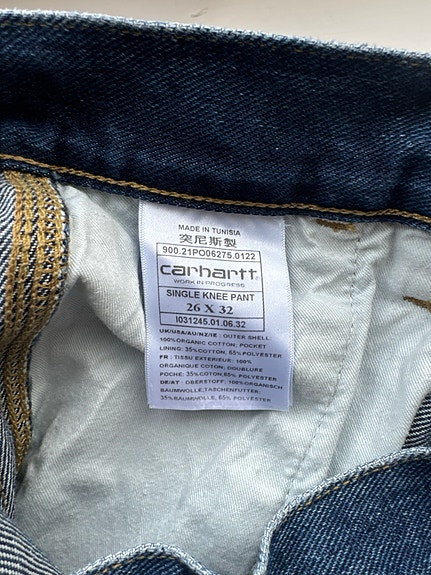 MADE IN TUNISIA
突尼斯製
900.21PO06275.0122
carhartt
WORK IN PROGRESS
SINGLE KNEE PANT
26 X 32
I031245.01.06.32
UK/USA/AU/NZ/IE : OUTER SHELL:
100%ORGANIC COTTON, POCKET
LINING: 35%COTTON, 65%POLYESTER
FR : TISSU EXTERIEUR: 100%
ORGANIQUE COTON; DOUBLURE
POCHE: 35%COTON,65% POLYESTER
DE/AT : OBERSTOFF: 100%ORGANISCH
BAUMWOLLE,TASCHENFUTTER:
35%BAUMWOLLE, 65% POLYESTER